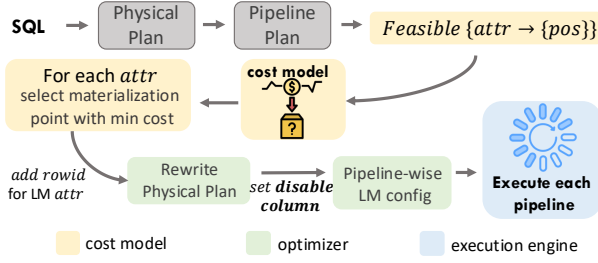 SQL
Physical
Plan
Pipeline
Plan
Feasible {attr → {pos}}
For each attr
select materialization
point with min cost
cost model
$
?
Execute each
pipeline
add rowid
for LM attr
Rewrite
Physical Plan
set disable
column
Pipeline-wise
LM config
cost model
optimizer
execution engine